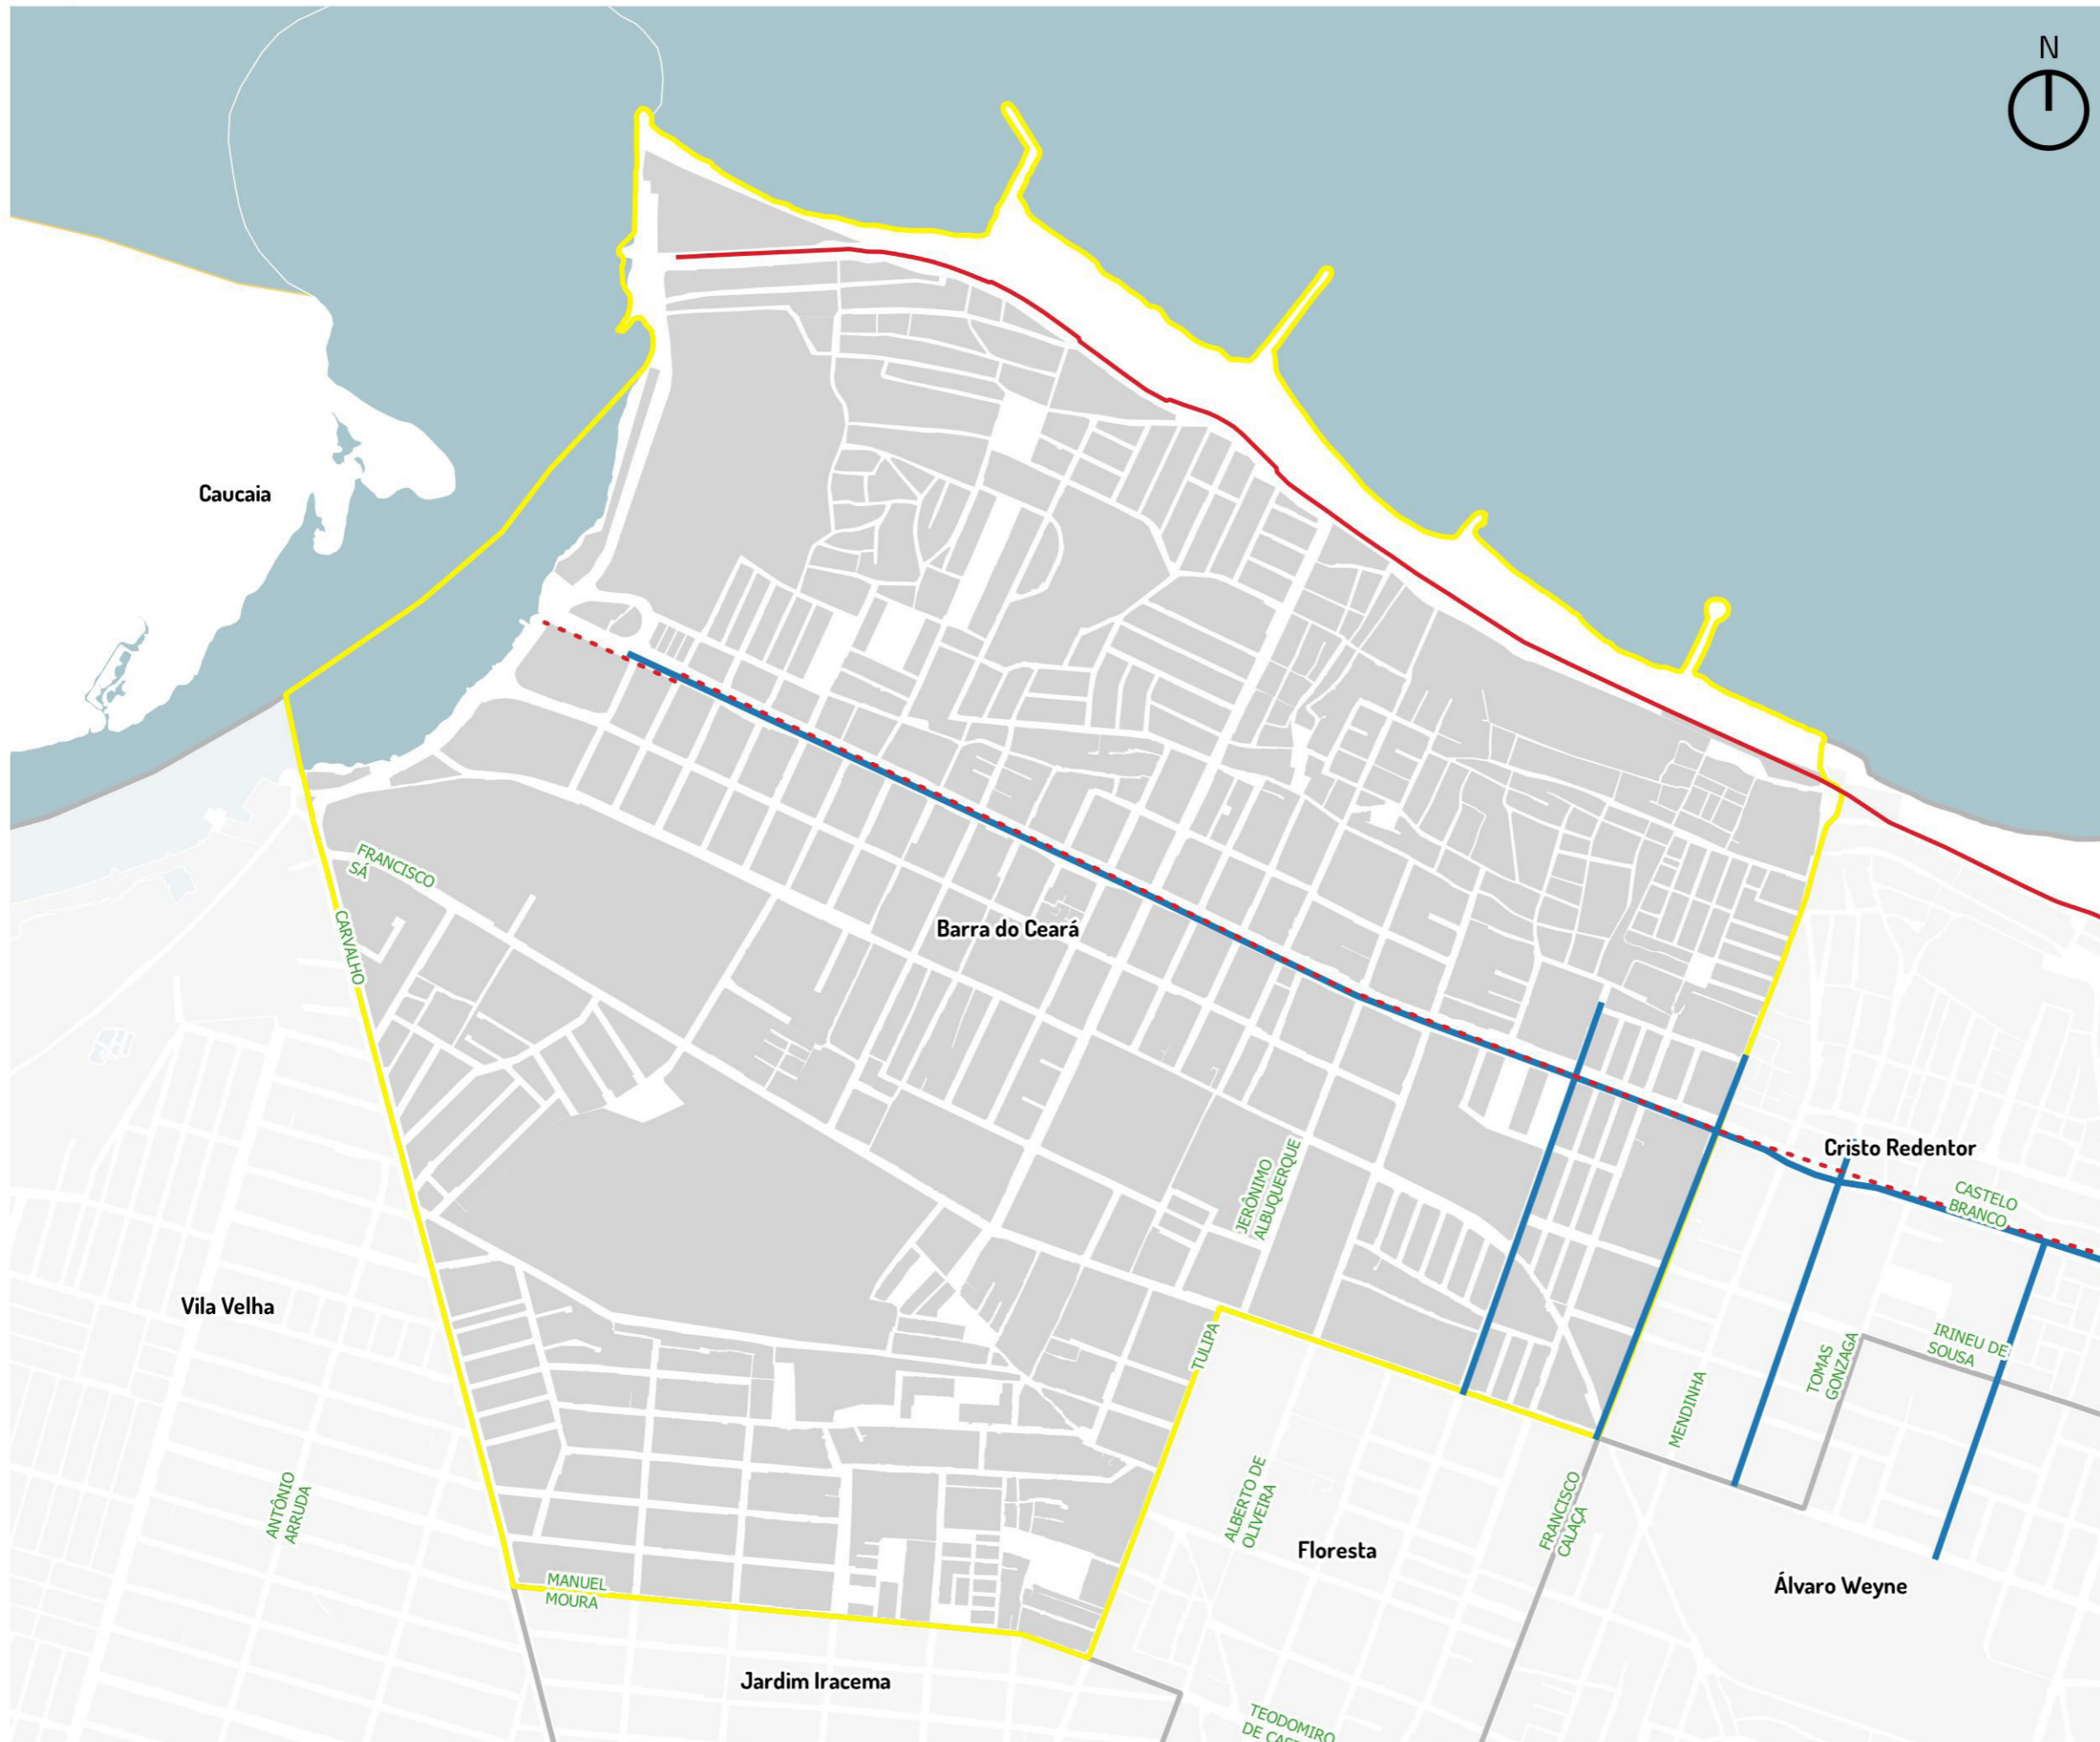 N
Caucaia
FRANCISCO
SÁ
CARVALHO
Barra do Ceará
JERÔNIMO
ALBUQUERQUE
Cristo Redentor
CASTELO
BRANCO
Vila Velha
TULIPA
IRINEU DE
SOUSA
TOMAS
GONZAGA
MENDINHA
ANTÔNIO
ARRUDA
ALBERTO DE
OLIVEIRA
FRANCISCO
CALAÇA
Floresta
Álvaro Weyne
MANUEL
MOURA
Jardim Iracema
TEODOMIRO